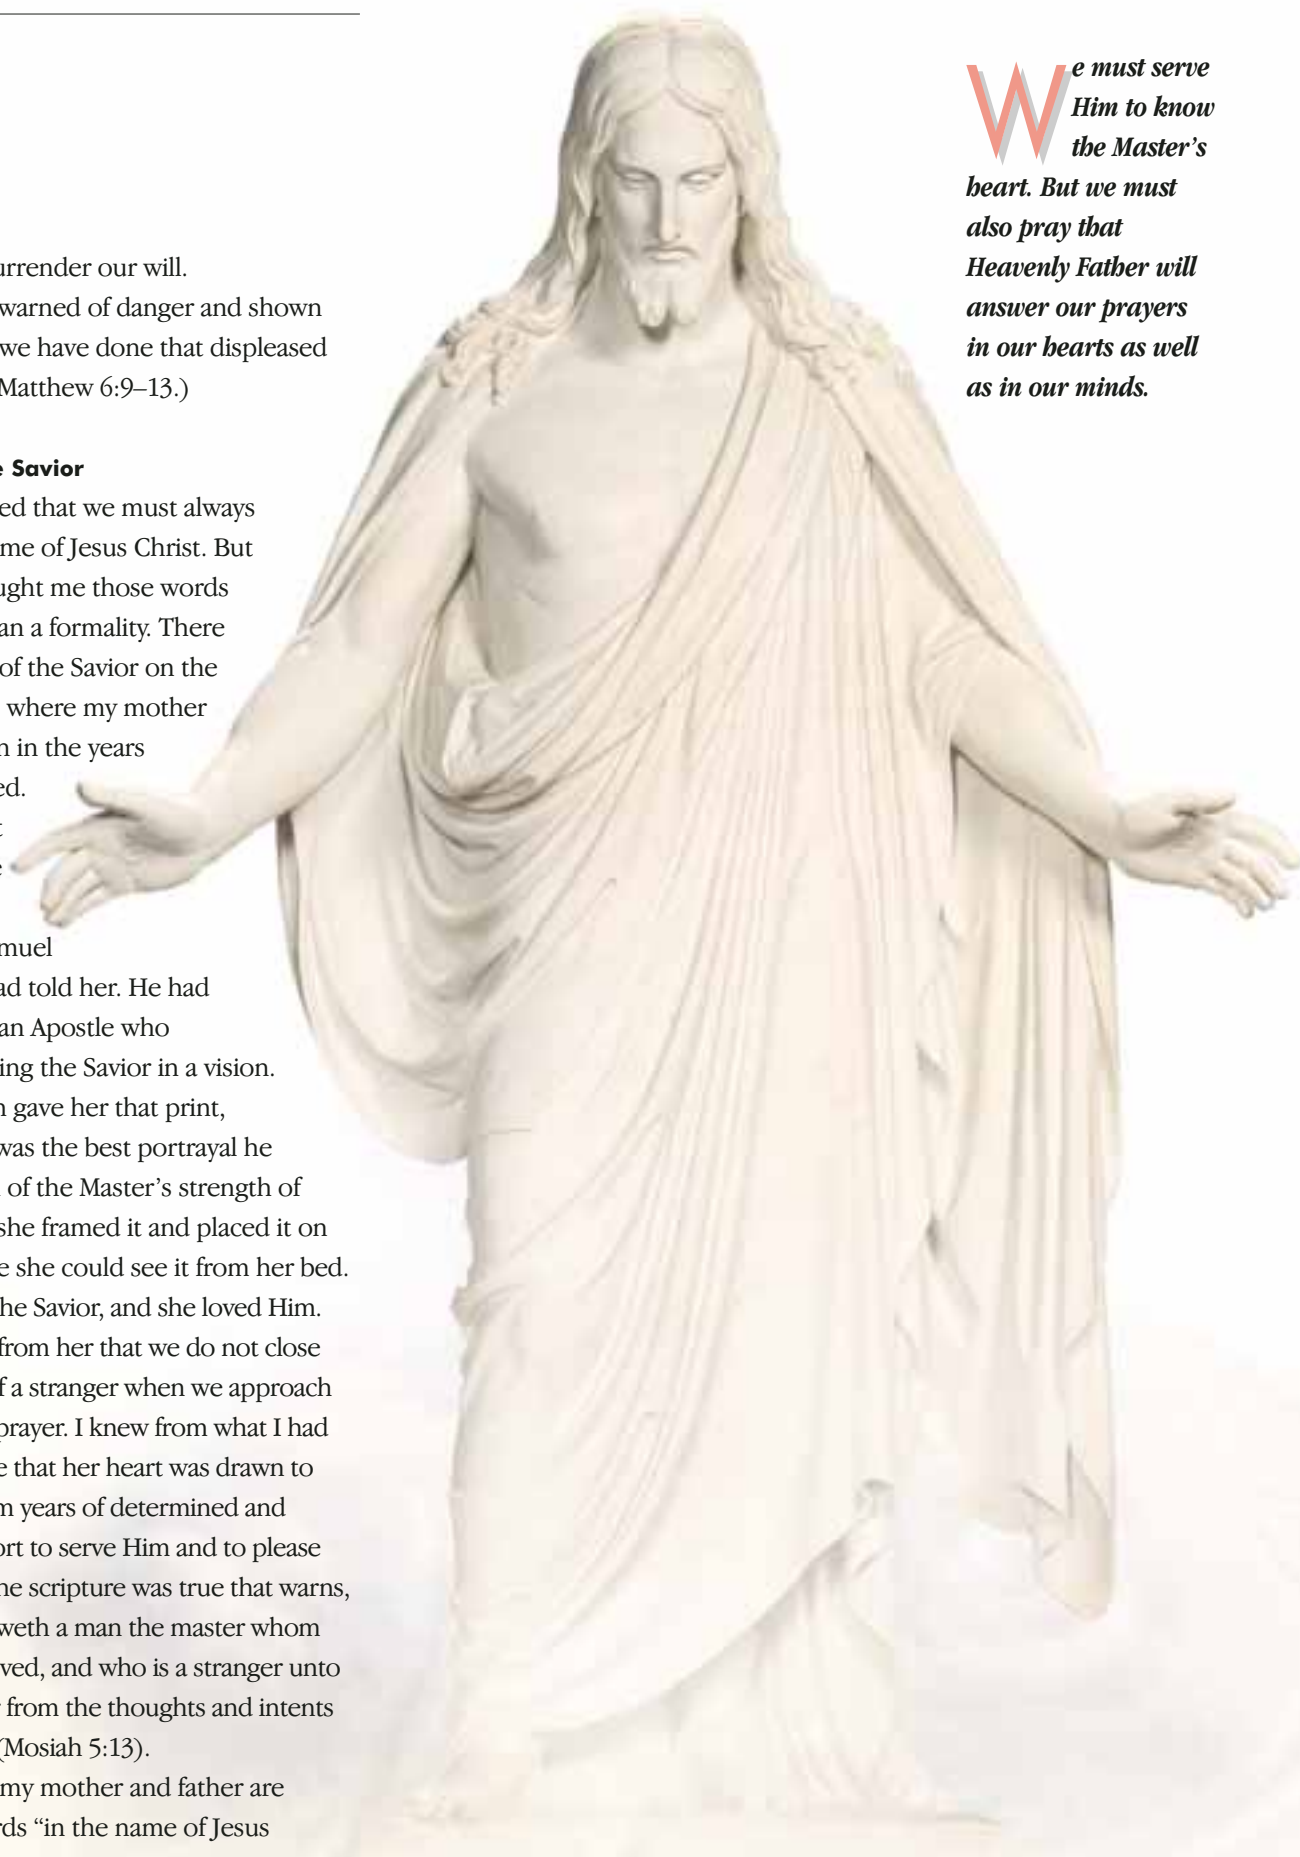 urrender our will.
warned of danger and shown
we have done that displeased
Matthew 6:9–13.)
e Savior
ed that we must always
me of Jesus Christ. But
ught me those words
an a formality. There
of the Savior on the
where my mother
n in the years
ed.
t
e
muel
ad told her. He had
an Apostle who
ing the Savior in a vision.
n gave her that print,
was the best portrayal he
of the Master’s strength of
she framed it and placed it on
e she could see it from her bed.
he Savior, and she loved Him.
from her that we do not close
f a stranger when we approach
prayer. I knew from what I had
e that her heart was drawn to
m years of determined and
ort to serve Him and to please
he scripture was true that warns,
weth a man the master whom
ved, and who is a stranger unto
r from the thoughts and intents
(Mosiah 5:13).
my mother and father are
rds “in the name of Jesus
We must serve
Him to know
the Master’s
heart. But we must
also pray that
Heavenly Father will
answer our prayers
in our hearts as well
as in our minds.